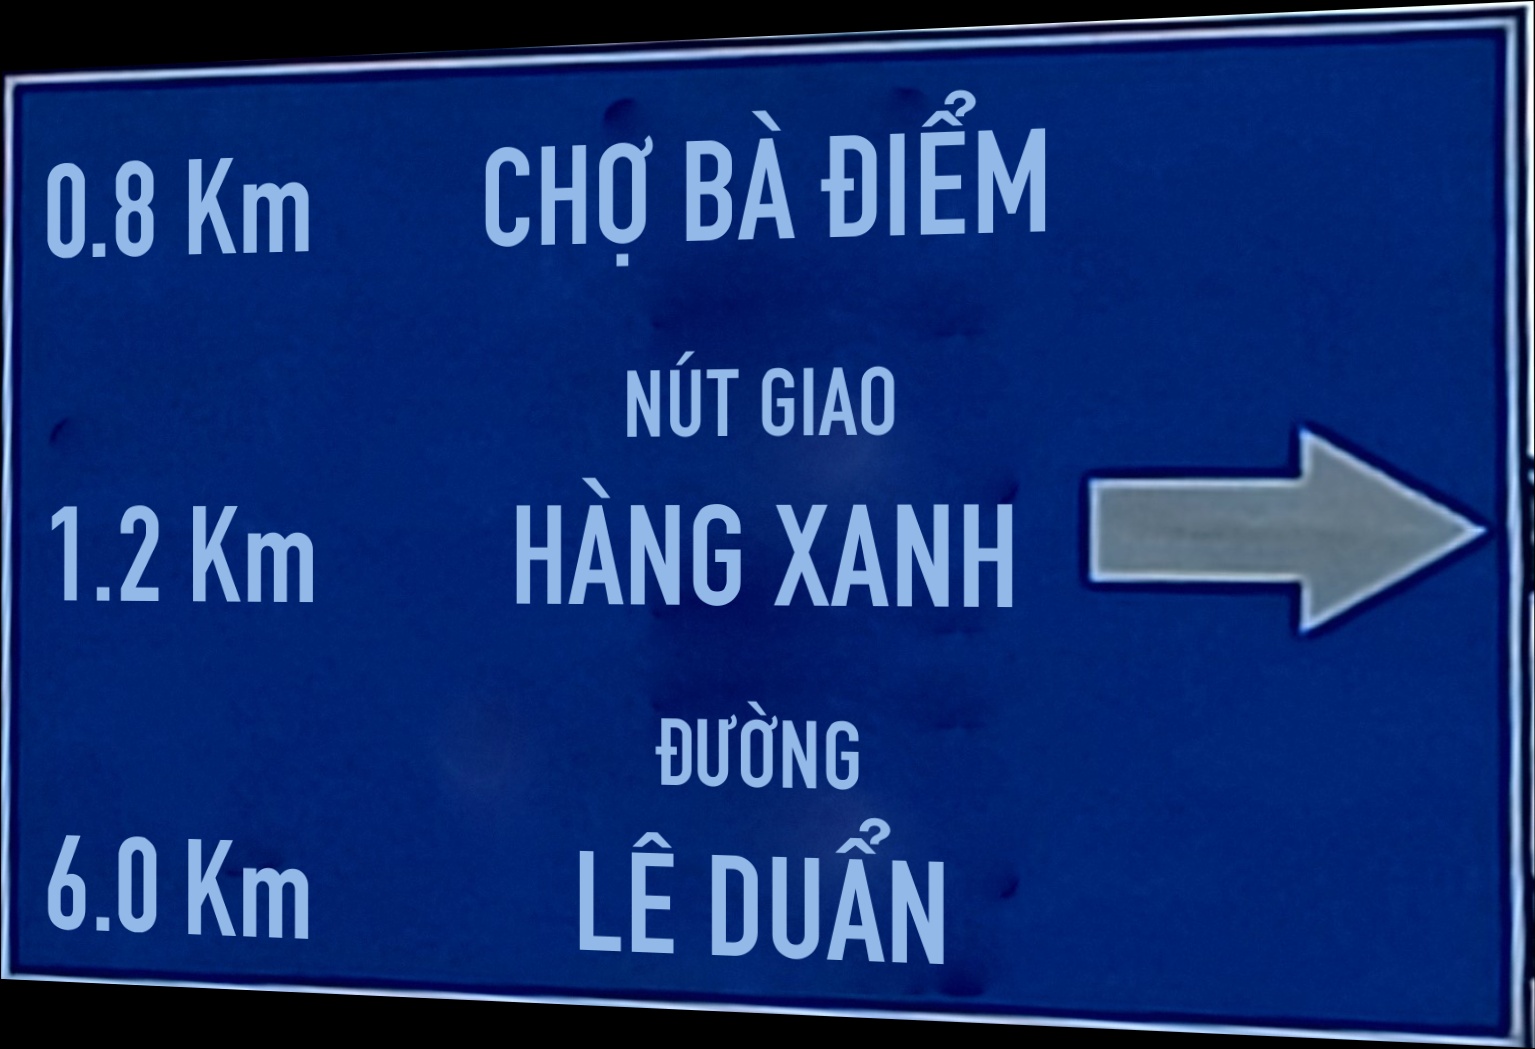 0.8 Km CHỢ BÀ ĐIỂM
NÚT GIAO
1.2 Km HÀNG XANH
ĐƯỜNG
6.0 Km LÊ DUẨN